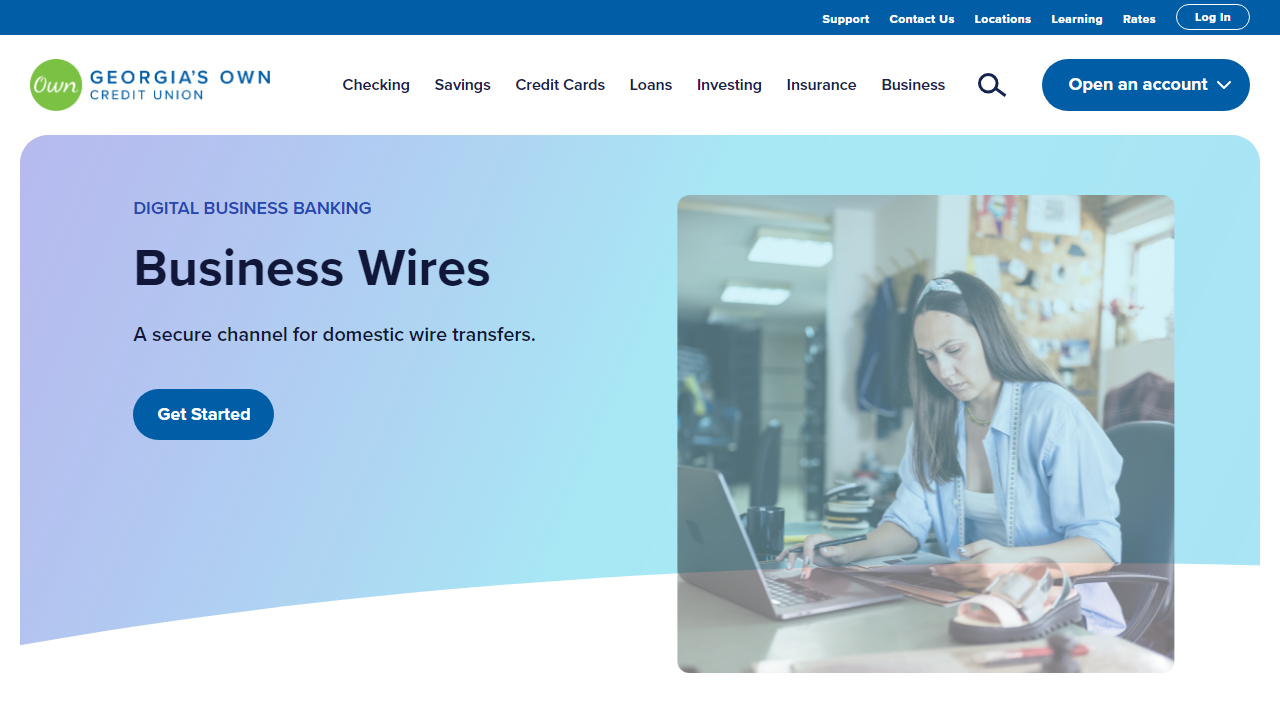 Support Contact Us Locations Learning Rates Log In
Own GEORGIA'S OWN
CREDIT UNION
Checking Savings Credit Cards Loans Investing Insurance Business Open an account
DIGITAL BUSINESS BANKING
Business Wires
A secure channel for domestic wire transfers.
Get Started